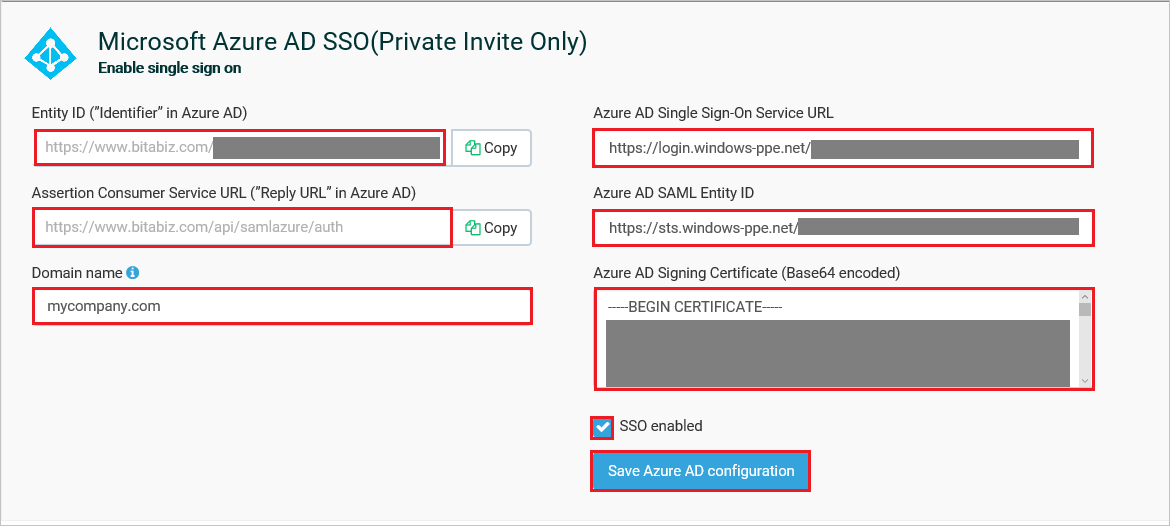 Microsoft Azure AD SSO(Private Invite Only)
Enable single sign on
Entity ID (”Identifier” in Azure AD)
https://www.bitabiz.com/
Copy
Assertion Consumer Service URL (”Reply URL” in Azure AD)
https://www.bitabiz.com/api/samlazure/auth
Copy
Domain name
mycompany.com
Azure AD Single Sign-On Service URL
https://login.windows-ppe.net/
Azure AD SAML Entity ID
https://sts.windows-ppe.net/
Azure AD Signing Certificate (Base64 encoded)
-----BEGIN CERTIFICATE-----
SSO enabled
Save Azure AD configuration